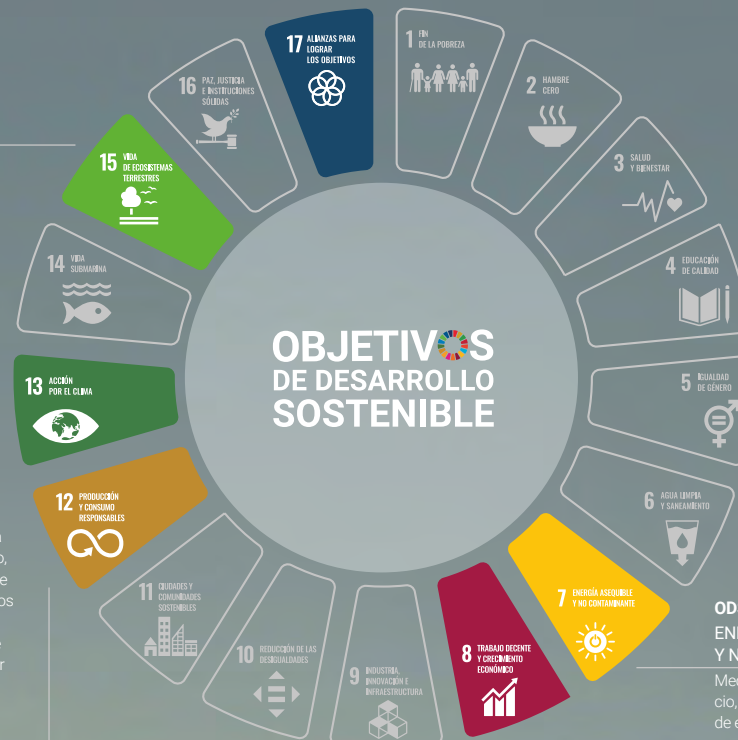 OBJETIVOS
DE DESARROLLO
SOSTENIBLE
1 FIN
DE LA POBREZA
2 HAMBRE
CERO
3 SALUD
Y BIENESTAR
4 EDUCACIÓN
DE CALIDAD
5 IGUALDAD
DE GÉNERO
6 AGUA LIMPIA
Y SANEAMIENTO
7 ENERGÍA ASEQUIBLE
Y NO CONTAMINANTE
8 TRABAJO DECENTE
Y CRECIMIENTO
ECONÓMICO
9 INDUSTRIA,
INNOVACIÓN E
INFRAESTRUCTURA
10 REDUCCIÓN DE LAS
DESIGUALDADES
11 CIUDADES Y
COMUNIDADES
SOSTENIBLES
12 PRODUCCIÓN
Y CONSUMO
RESPONSABLES
13 ACCIÓN
POR EL CLIMA
14 VIDA
SUBMARINA
15 VIDA
DE ECOSISTEMAS
TERRESTRES
16 PAZ, JUSTICIA
E INSTITUCIONES
SÓLIDAS
17 ALIANZAS PARA
LOGRAR
LOS OBJETIVOS
OD
Y N
cio,
de e